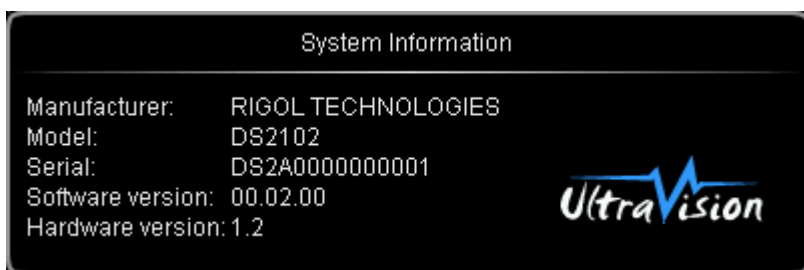 System Information
Manufacturer: RIGOL TECHNOLOGIES
Model: DS2102
Serial: DS2A0000000001
Software version: 00.02.00
Hardware version: 1.2
UltraVision